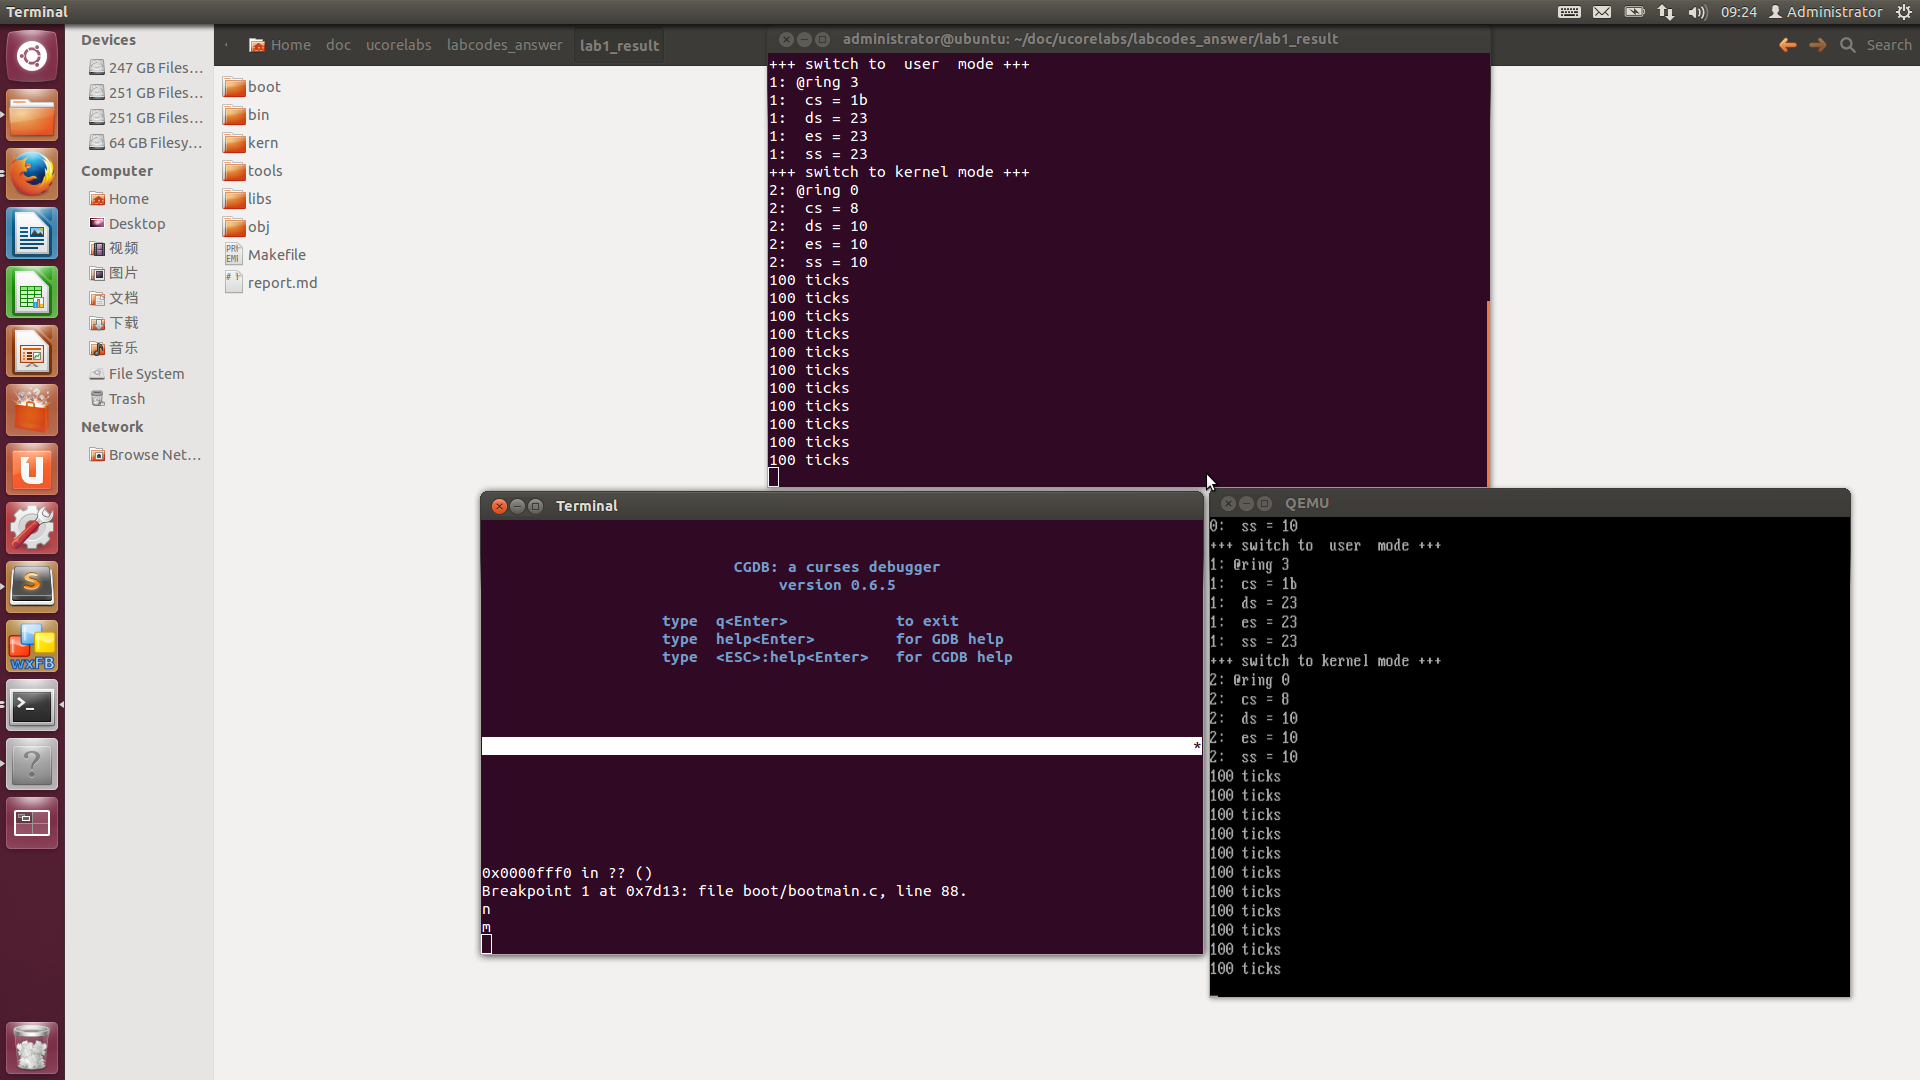 Terminal
09:24
Administrator
Devices
247 GB Files...
251 GB Files...
251 GB Files...
64 GB Filesy...
Computer
Home
Desktop
视频
图片
文档
下载
音乐
File System
Trash
Network
Browse Net...
Home
doc
ucorelabs
labcodes_answer
lab1_result
Search
boot
bin
kern
tools
libs
obj
Makefile
report.md
administrator@ubuntu: ~/doc/ucorelabs/labcodes_answer/lab1_result
+++ switch to  user  mode +++
1: @ring 3
1:  cs = 1b
1:  ds = 23
1:  es = 23
1:  ss = 23
+++ switch to kernel mode +++
2: @ring 0
2:  cs = 8
2:  ds = 10
2:  es = 10
2:  ss = 10
100 ticks
100 ticks
100 ticks
100 ticks
100 ticks
100 ticks
100 ticks
100 ticks
100 ticks
100 ticks
100 ticks
Terminal
CGDB: a curses debugger
version 0.6.5
type  q<Enter>            to exit
type  help<Enter>         for GDB help
type  <ESC>:help<Enter>   for CGDB help
*
0x0000fff0 in ?? ()
Breakpoint 1 at 0x7d13: file boot/bootmain.c, line 88.
n
m
QEMU
0:  ss = 10
+++ switch to  user  mode +++
1: @ring 3
1:  cs = 1b
1:  ds = 23
1:  es = 23
1:  ss = 23
+++ switch to kernel mode +++
2: @ring 0
2:  cs = 8
2:  ds = 10
2:  es = 10
2:  ss = 10
100 ticks
100 ticks
100 ticks
100 ticks
100 ticks
100 ticks
100 ticks
100 ticks
100 ticks
100 ticks
100 ticks
wxFB